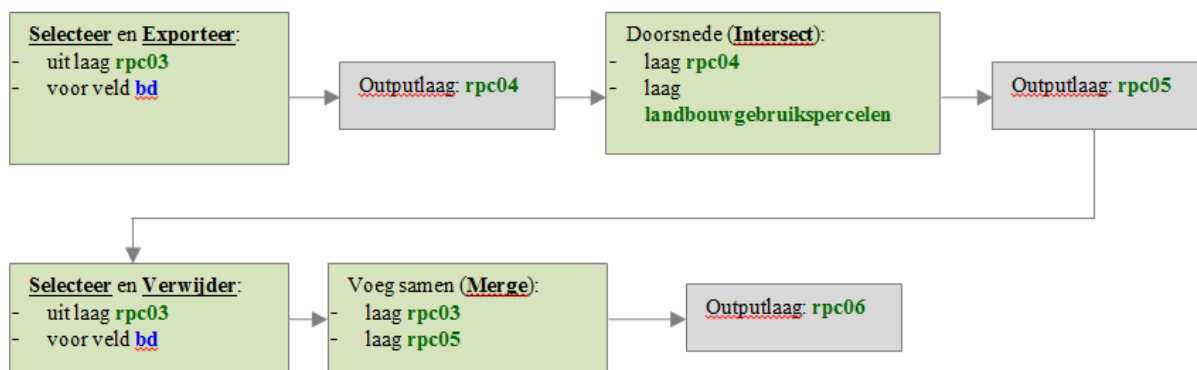 Selecteer en Exporteer:
- uit laag rpc03
- voor veld bd
Outputlaag: rpc04
Doorsnede (Intersect):
- laag rpc04
- laag
landbouwgebruikspercelen
Outputlaag: rpc05
Selecteer en Verwijder:
- uit laag rpc03
- voor veld bd
Voeg samen (Merge):
- laag rpc03
- laag rpc05
Outputlaag: rpc06